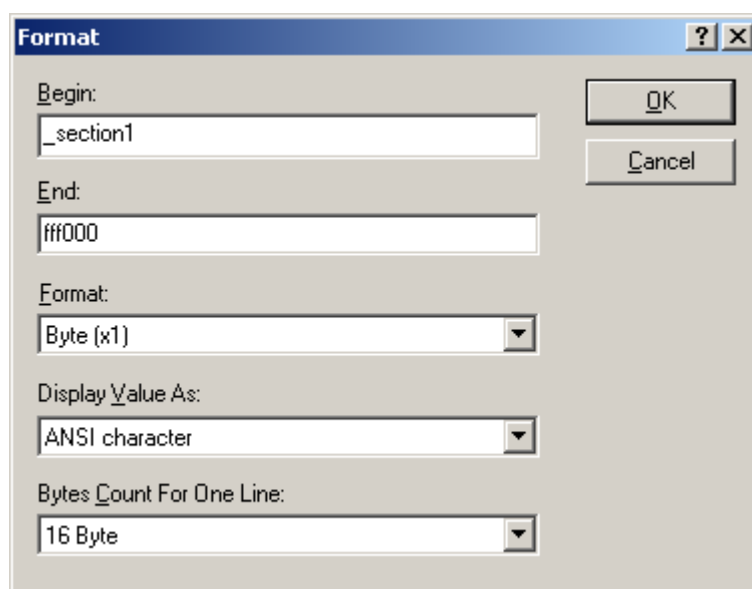 Format
Begin:
_section1
OK
Cancel
End:
fff000
Format:
Byte (x1)
Display Value As:
ANSI character
Bytes Count For One Line:
16 Byte